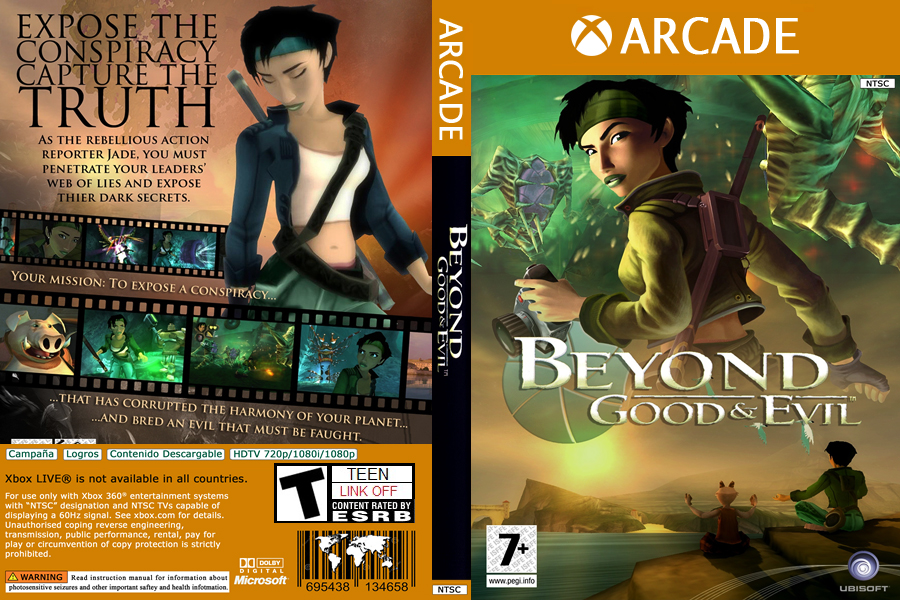 EXPOSE THE
CONSPIRACY
CAPTURE THE
TRUTH
AS THE REBELLIOUS ACTION
REPORTER JADE, YOU MUST
PENETRATE YOUR LEADERS'
WEB OF LIES AND EXPOSE
THIER DARK SECRETS.
YOUR MISSION: TO EXPOSE A CONSPIRACY...
...THAT HAS CORRUPTED THE HARMONY OF YOUR PLANET...
...AND BRED AN EVIL THAT MUST BE FAUGHT.
Campaña Logros Contenido Descargable HDTV 720p/1080i/1080p
Xbox LIVE® is not available in all countries.
For use only with Xbox 360® entertainment systems
with "NTSC" designation and NTSC TVs capable of
displaying a 60Hz signal. See xbox.com for details.
Unauthorised coping reverse engineering,
transmission, public performance, rental, pay for
play or circumvention of copy protection is strictly
prohibited.
WARNING Read instruction manual for information about
photosensitive seizures and other important saftey and health infotmation.
DOLBY
DIGITAL
Microsoft®
T
TEEN
LINK OFF
CONTENT RATED BY
ESRB
695438 134658
ARCADE
BEYOND
GOOD & EVIL™
NTSC
ARCADE
NTSC
BEYOND
GOOD & EVIL™
7+
www.pegi.info
UBISOFT